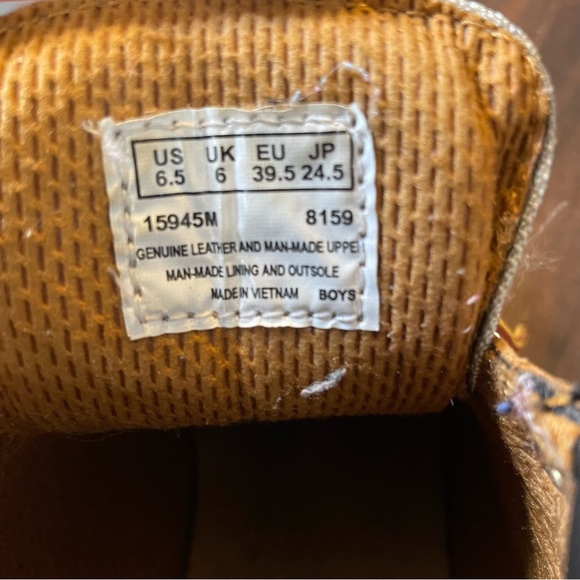 US UK EU JP
6.5 6 39.5 24.5
15945M 8159
GENUINE LEATHER AND MAN-MADE UPPE
MAN-MADE LINING AND OUTSOLE
MADE IN VIETNAM BOYS